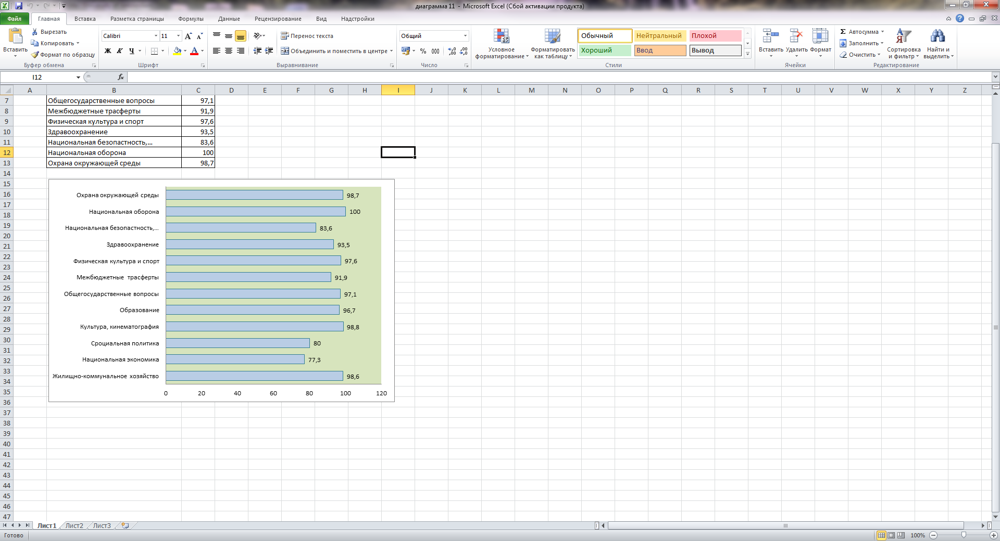 диаграмма 11 - Microsoft Excel (Сбой активации продукта)
Файл Главная Вставка Разметка страницы Формулы Данные Рецензирование Вид Надстройки
Вставить
Вырезать
Копировать
Формат по образцу
Буфер обмена
Calibri 11
Ж К Ч
Шрифт
Перенос текста
Объединить и поместить в центре
Выравнивание
Общий
% 000
Число
Условное форматирование
Форматировать как таблицу
Обычный Нейтральный Плохой
Хороший Ввод Вывод
Стили
Вставить Удалить Формат
Ячейки
Σ Автосумма
Заполнить
Очистить
Сортировка и фильтр
Найти и выделить
Редактирование
I12 fx
A B C D E F G H I J K L M N O P Q R S T U V W X Y Z
7 Общегосударственные вопросы 97,1
8 Межбюджетные трасферты 91,9
9 Физическая культура и спорт 97,6
10 Здравоохранение 93,5
11 Национальная безопастность,... 83,6
12 Национальная оборона 100
13 Охрана окружающей среды 98,7
14
15
16
17
18
19
20
21
22
23
24
25
26
27
28
29
30
31
32
33
34
35
36
37
38
39
40
41
42
43
44
45
46
47
Охрана окружающей среды 98,7
Национальная оборона 100
Национальная безопастность,... 83,6
Здравоохранение 93,5
Физическая культура и спорт 97,6
Межбюджетные трасферты 91,9
Общегосударственные вопросы 97,1
Образование 96,7
Культура, кинематография 98,8
Сроциальная политика 80
Национальная экономика 77,3
Жилищно-коммунальное хозяйство 98,6
0 20 40 60 80 100 120
Лист1 Лист2 Лист3
Готово
100%